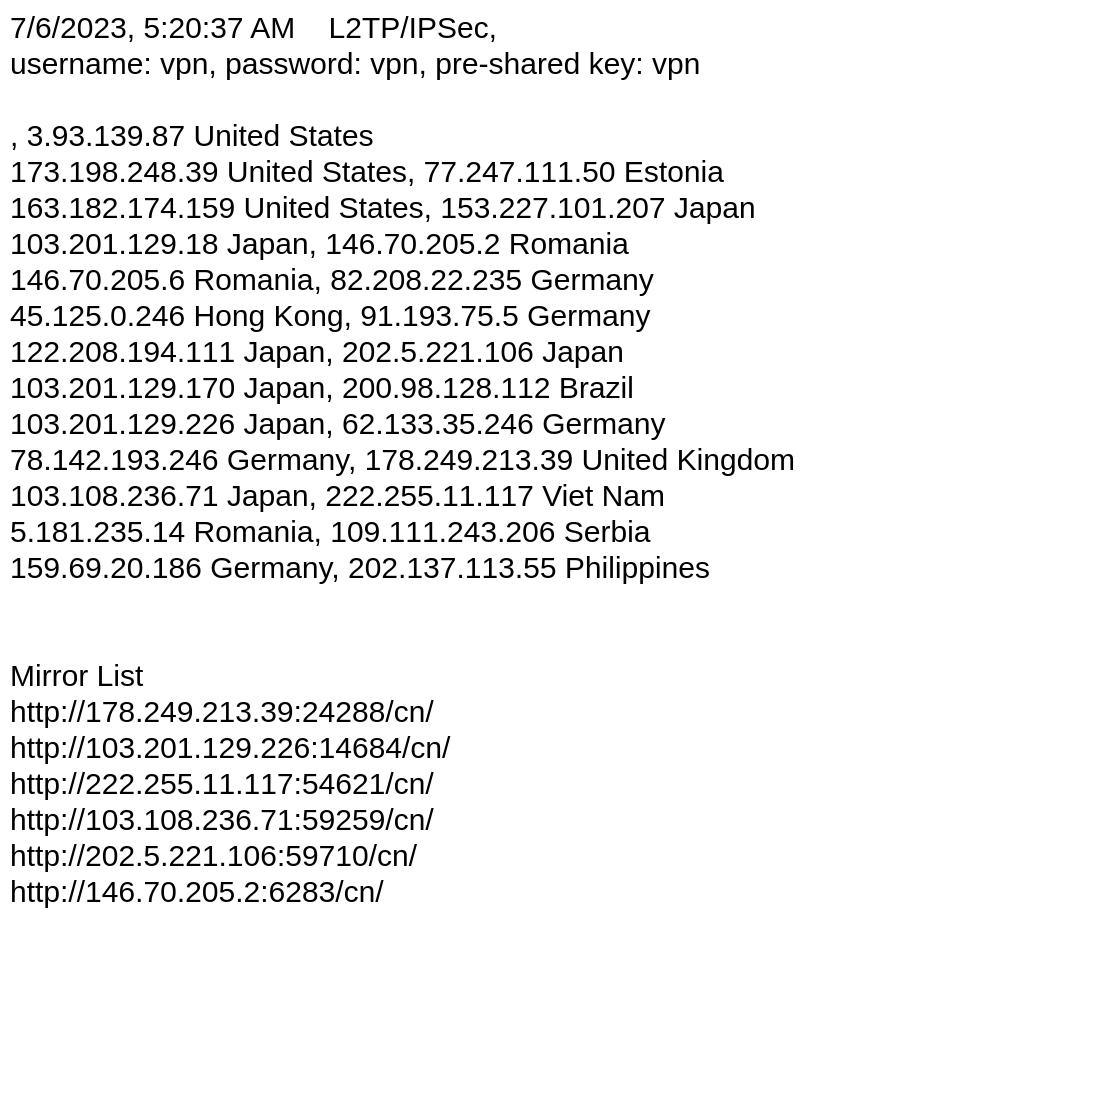 7/6/2023, 5:20:37 AM    L2TP/IPSec,
username: vpn, password: vpn, pre-shared key: vpn
, 3.93.139.87 United States
173.198.248.39 United States, 77.247.111.50 Estonia
163.182.174.159 United States, 153.227.101.207 Japan
103.201.129.18 Japan, 146.70.205.2 Romania
146.70.205.6 Romania, 82.208.22.235 Germany
45.125.0.246 Hong Kong, 91.193.75.5 Germany
122.208.194.111 Japan, 202.5.221.106 Japan
103.201.129.170 Japan, 200.98.128.112 Brazil
103.201.129.226 Japan, 62.133.35.246 Germany
78.142.193.246 Germany, 178.249.213.39 United Kingdom
103.108.236.71 Japan, 222.255.11.117 Viet Nam
5.181.235.14 Romania, 109.111.243.206 Serbia
159.69.20.186 Germany, 202.137.113.55 Philippines
Mirror List
http://178.249.213.39:24288/cn/
http://103.201.129.226:14684/cn/
http://222.255.11.117:54621/cn/
http://103.108.236.71:59259/cn/
http://202.5.221.106:59710/cn/
http://146.70.205.2:6283/cn/